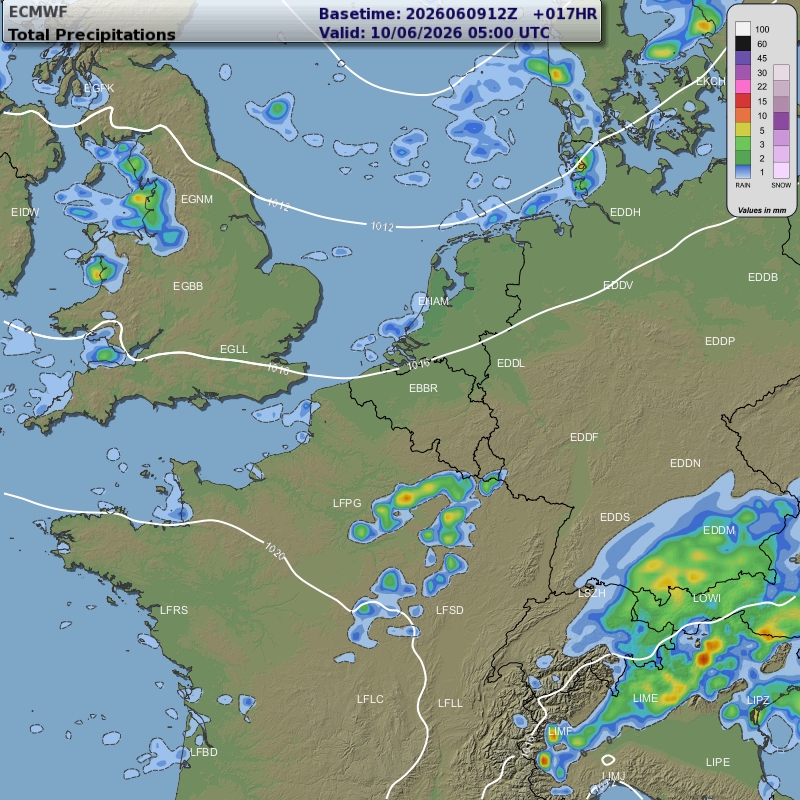 ECMWF
Total Precipitations
Basetime: 2026060912Z +017HR
Valid: 10/06/2026 05:00 UTC
100
60
45
30
22
15
10
5
3
2
1
RAIN
SNOW
Values in mm
EGPK
EKCH
EGNM
EIDW
1012
1012
EDDH
EGBB
EDDV
EDDB
EHAM
EDDP
EGLL
1016
1016
EDDL
EBBR
EDDF
EDDN
LFPG
EDDS
EDDM
1020
LSZH
LOWI
LFRS
LFSD
LFLC
LFLL
LIME
LIPZ
LIMF
LFBD
LIPE
LIMJ